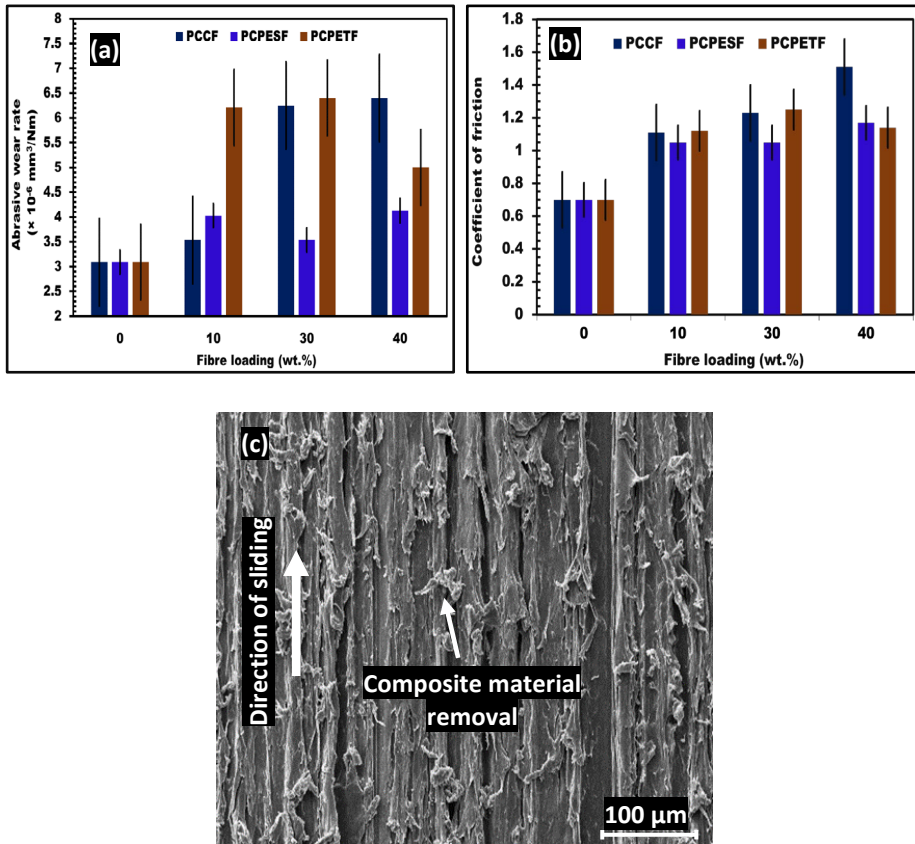 (a)
PCCF PCPESF PCPETF
Abrasive wear rate
(× 10⁻⁶ mm³/Nm)
8
7.5
7
6.5
6
5.5
5
4.5
4
3.5
3
2.5
2
0 10 30 40
Fibre loading (wt.%)
(b)
PCCF PCPESF PCPETF
Coefficient of friction
1.8
1.6
1.4
1.2
1
0.8
0.6
0.4
0.2
0
0 10 30 40
Fibre loading (wt.%)
(c)
Direction of sliding
Composite material
removal
100 µm